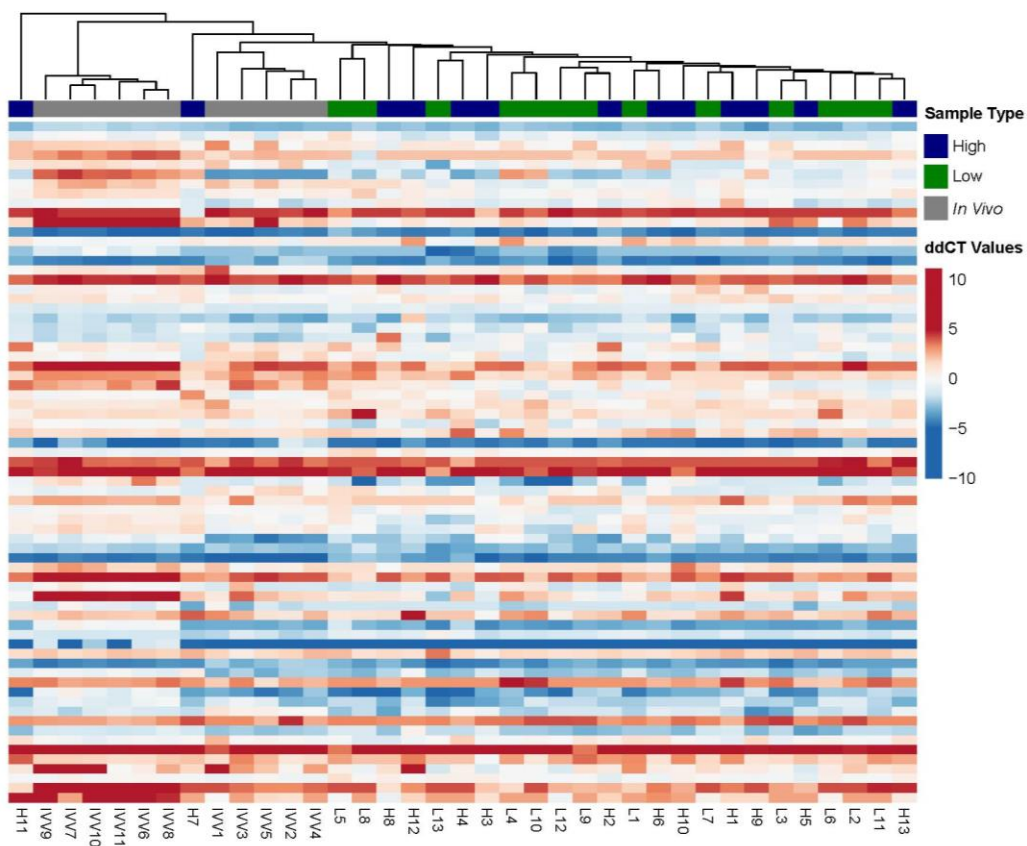 Sample Type
High
Low
In Vivo
ddCT Values
10
5
0
−5
−10
H11
IVV9
IVV7
IVV10
IVV11
IVV6
IVV8
H7
IVV1
IVV3
IVV5
IVV2
IVV4
L5
L8
H8
H12
L13
H4
H3
L4
L10
L12
L9
H2
L1
H6
H10
L7
H1
H9
L3
H5
L6
L2
L11
H13